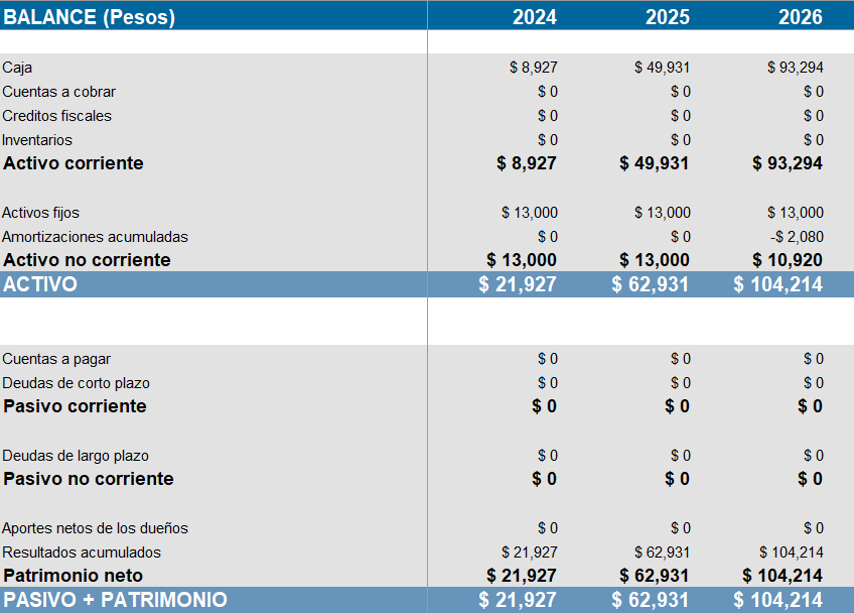 BALANCE (Pesos) 2024 2025 2026
Caja $ 8,927 $ 49,931 $ 93,294
Cuentas a cobrar $ 0 $ 0 $ 0
Creditos fiscales $ 0 $ 0 $ 0
Inventarios $ 0 $ 0 $ 0
Activo corriente $ 8,927 $ 49,931 $ 93,294
Activos fijos $ 13,000 $ 13,000 $ 13,000
Amortizaciones acumuladas $ 0 $ 0 -$ 2,080
Activo no corriente $ 13,000 $ 13,000 $ 10,920
ACTIVO $ 21,927 $ 62,931 $ 104,214
Cuentas a pagar $ 0 $ 0 $ 0
Deudas de corto plazo $ 0 $ 0 $ 0
Pasivo corriente $ 0 $ 0 $ 0
Deudas de largo plazo $ 0 $ 0 $ 0
Pasivo no corriente $ 0 $ 0 $ 0
Aportes netos de los dueños $ 0 $ 0 $ 0
Resultados acumulados $ 21,927 $ 62,931 $ 104,214
Patrimonio neto $ 21,927 $ 62,931 $ 104,214
PASIVO + PATRIMONIO $ 21,927 $ 62,931 $ 104,214